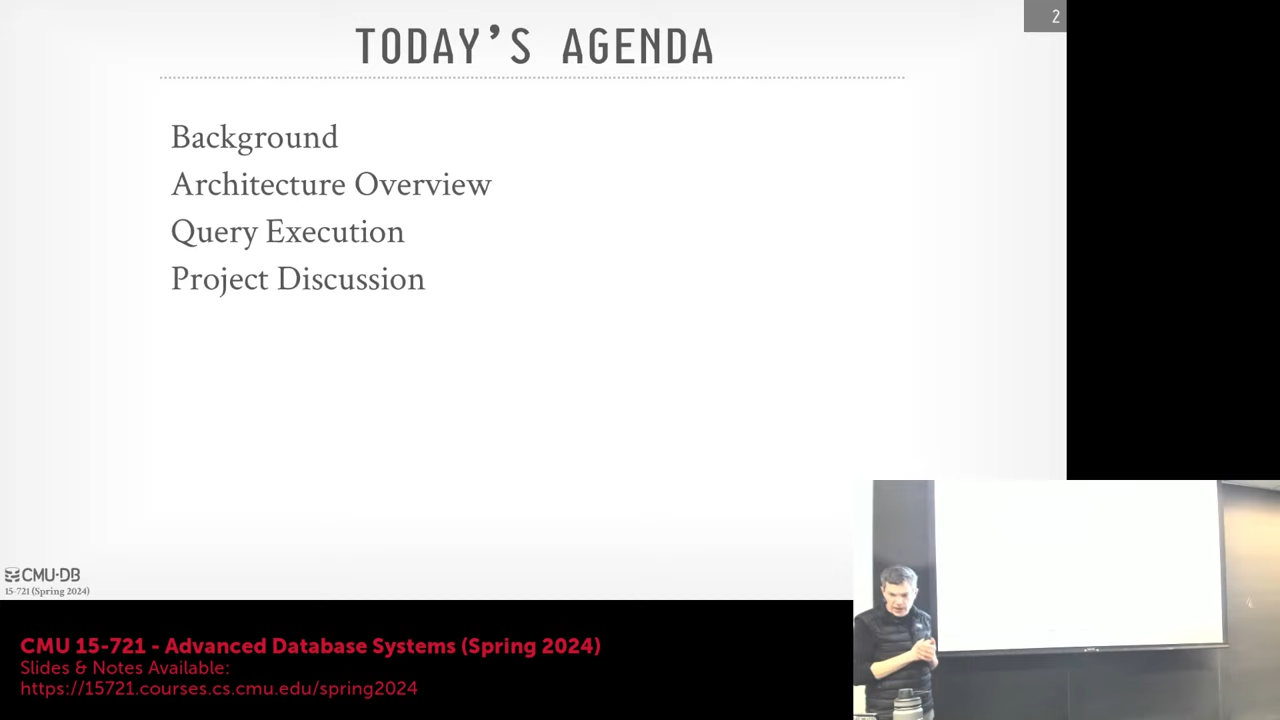 2
TODAY'S AGENDA
Background
Architecture Overview
Query Execution
Project Discussion
CMU·DB
15-721 (Spring 2024)
CMU 15-721 - Advanced Database Systems (Spring 2024)
Slides & Notes Available:
https://15721.courses.cs.cmu.edu/spring2024